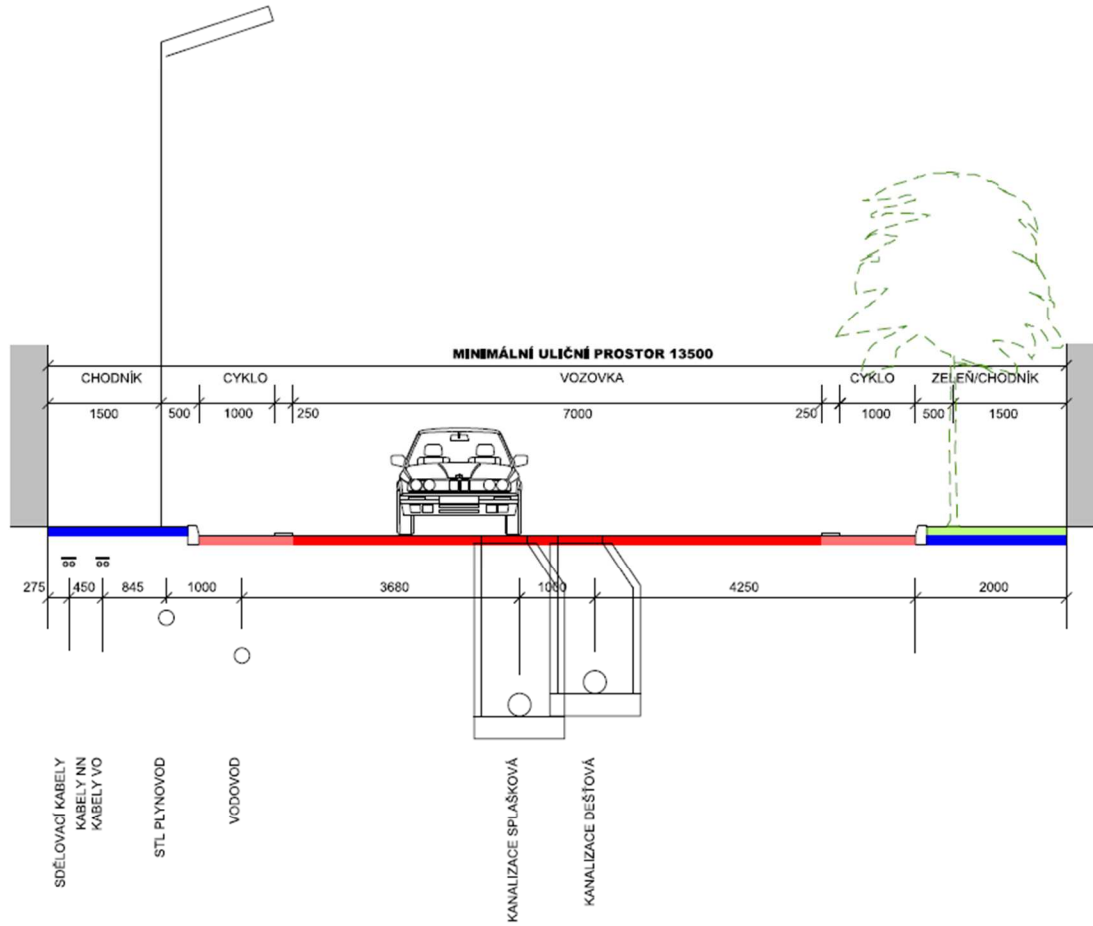 MINIMÁLNÍ ULIČNÍ PROSTOR 13500
CHODNÍK CYKLO VOZOVKA CYKLO ZELEŇ/CHODNÍK
1500 500 1000 250 7000 250 1000 500 1500
275 450 845 1000 3680 1000 4250 2000
SDĚLOVACÍ KABELY
KABELY NN
KABELY VO
STL PLYNOVOD
VODOVOD
KANALIZACE SPLAŠKOVÁ
KANALIZACE DEŠŤOVÁ